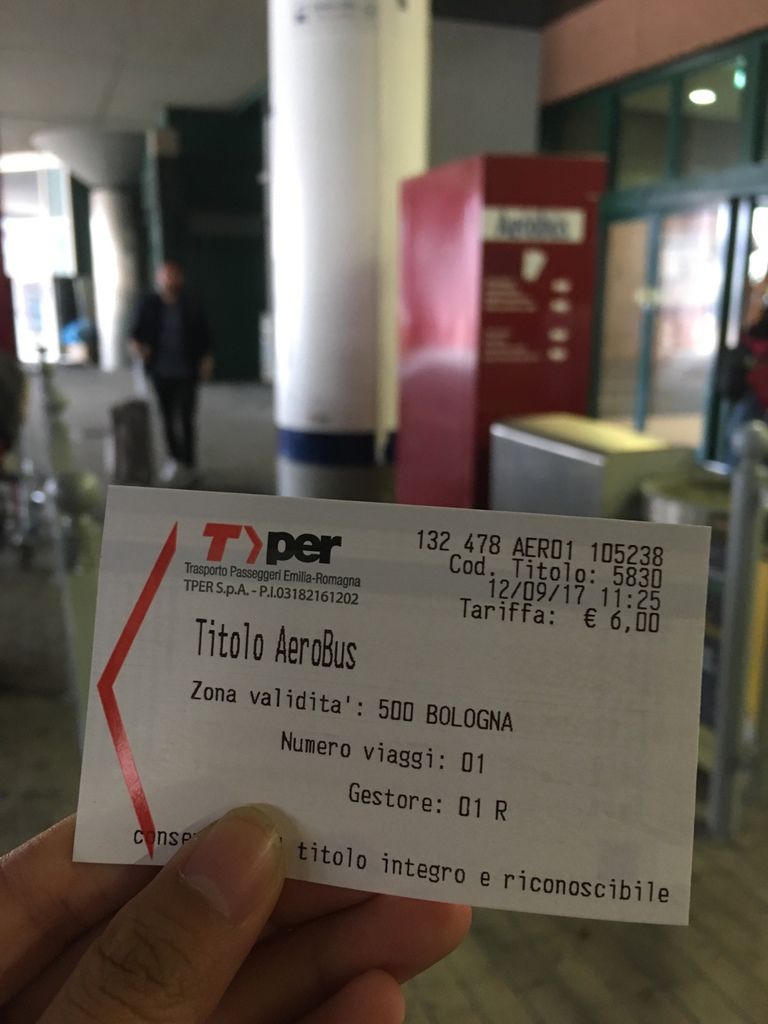 T>per
Trasporto Passeggeri Emilia-Romagna
TPER S.p.A. - P.I.03182161202
132 478 AERO1 105238
Cod. Titolo: 5830
12/09/17 11:25
Tariffa: € 6,00
Titolo AeroBus
Zona validita': 500 BOLOGNA
Numero viaggi: 01
Gestore: 01 R
titolo integro e riconoscibile
AeroBus